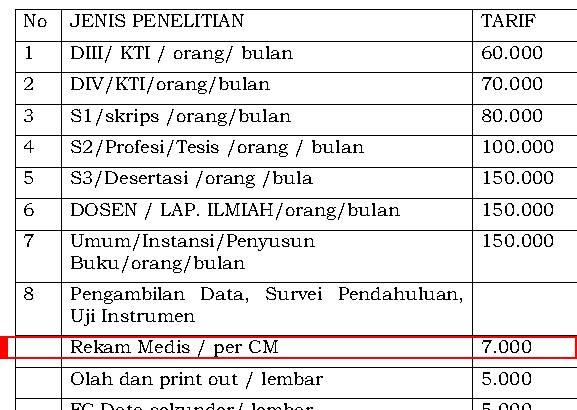 No JENIS PENELITIAN TARIF
1 DIII/ KTI / orang/ bulan 60.000
2 DIV/KTI/orang/bulan 70.000
3 S1/skrips /orang/bulan 80.000
4 S2/Profesi/Tesis /orang / bulan 100.000
5 S3/Desertasi /orang /bula 150.000
6 DOSEN / LAP. ILMIAH/orang/bulan 150.000
7 Umum/Instansi/Penyusun 150.000
Buku/orang/bulan
8 Pengambilan Data, Survei Pendahuluan,
Uji Instrumen
Rekam Medis / per CM 7.000
Olah dan print out / lembar 5.000
FC Data sekunder/ lembar 5.000